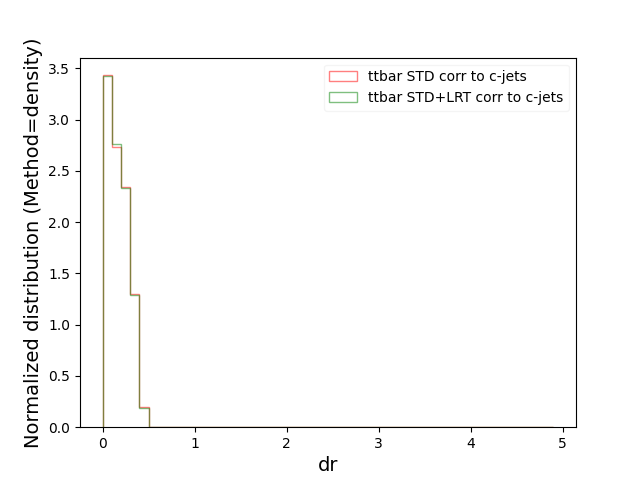 ttbar STD corr to c-jets
ttbar STD+LRT corr to c-jets
Normalized distribution (Method=density)
3.5
3.0
2.5
2.0
1.5
1.0
0.5
0.0
0 1 2 3 4 5
dr